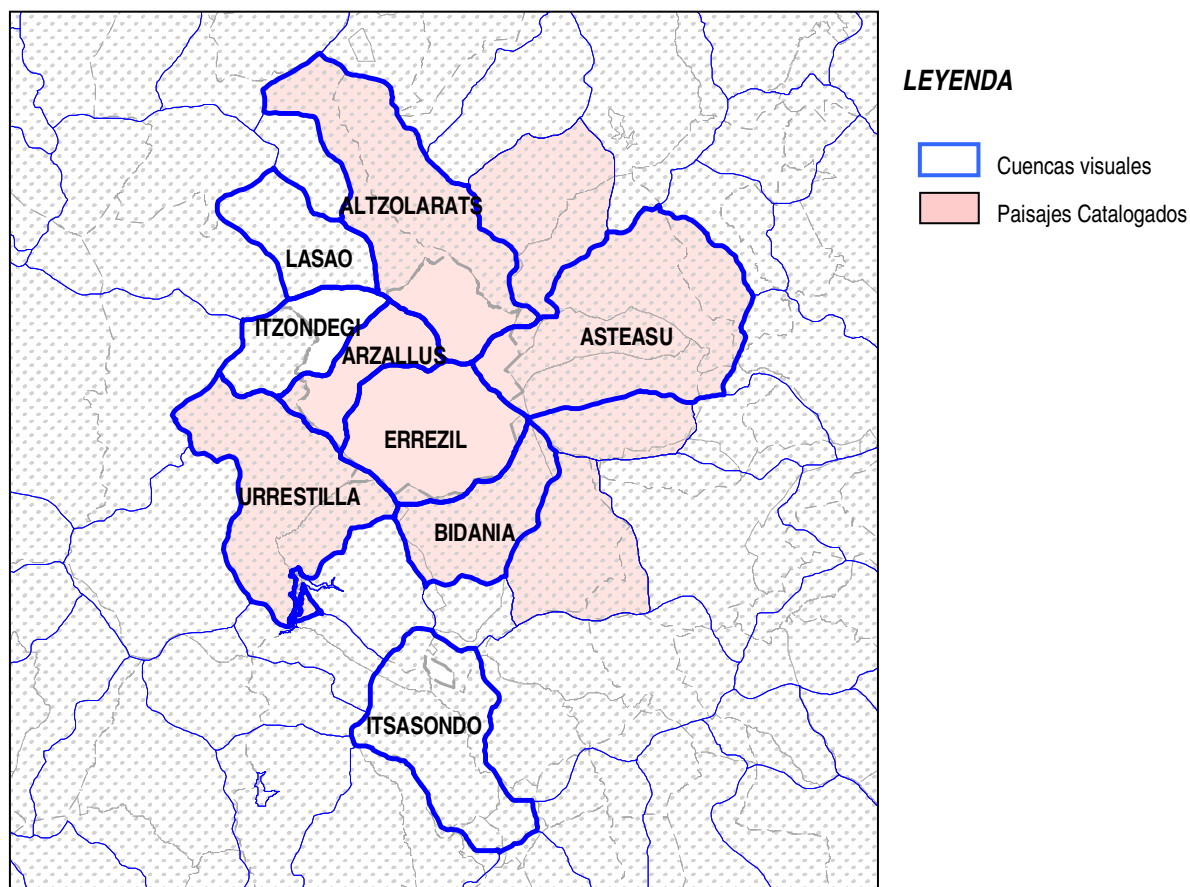 LEYENDA
Cuencas visuales
Paisajes Catalogados
ALTZOLARATS
LASAO
ITZONDEGI
ARZALLUS
ASTEASU
ERREZIL
URRESTILLA
BIDANIA
ITSASONDO